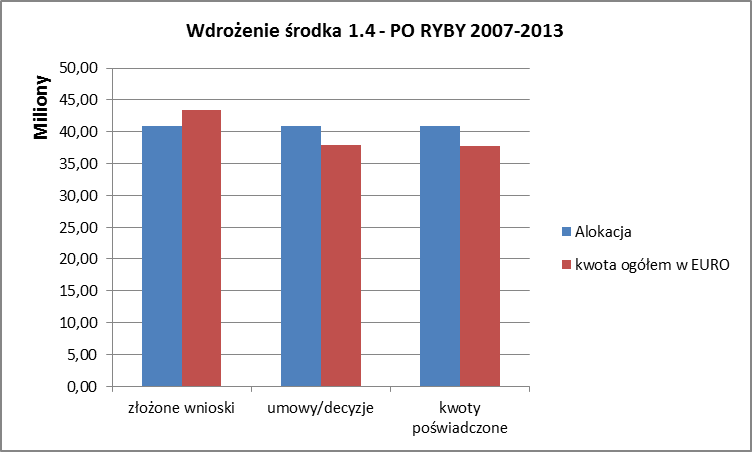 Wdrożenie środka 1.4 - PO RYBY 2007-2013
Miliony
50,00
45,00
40,00
35,00
30,00
25,00
20,00
15,00
10,00
5,00
0,00
złożone wnioski
umowy/decyzje
kwoty
poświadczone
Alokacja
kwota ogółem w EURO